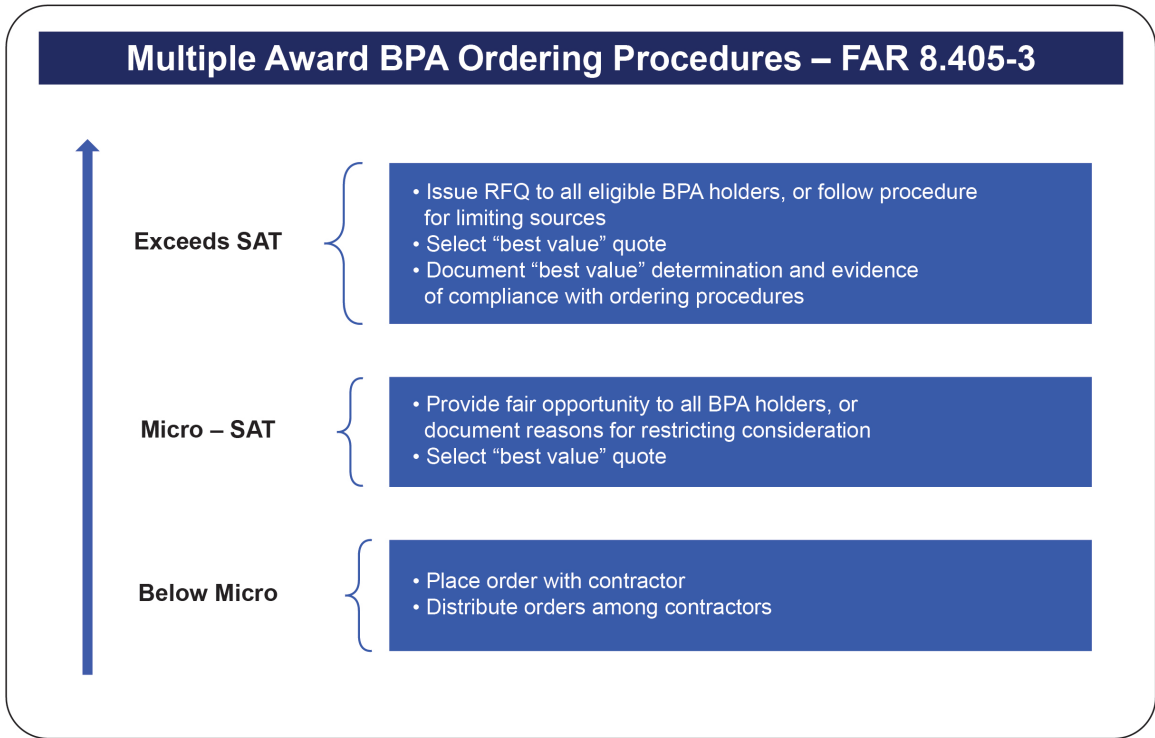 Multiple Award BPA Ordering Procedures – FAR 8.405-3
Exceeds SAT
• Issue RFQ to all eligible BPA holders, or follow procedure
for limiting sources
• Select “best value” quote
• Document “best value” determination and evidence
of compliance with ordering procedures
Micro – SAT
• Provide fair opportunity to all BPA holders, or
document reasons for restricting consideration
• Select “best value” quote
Below Micro
• Place order with contractor
• Distribute orders among contractors